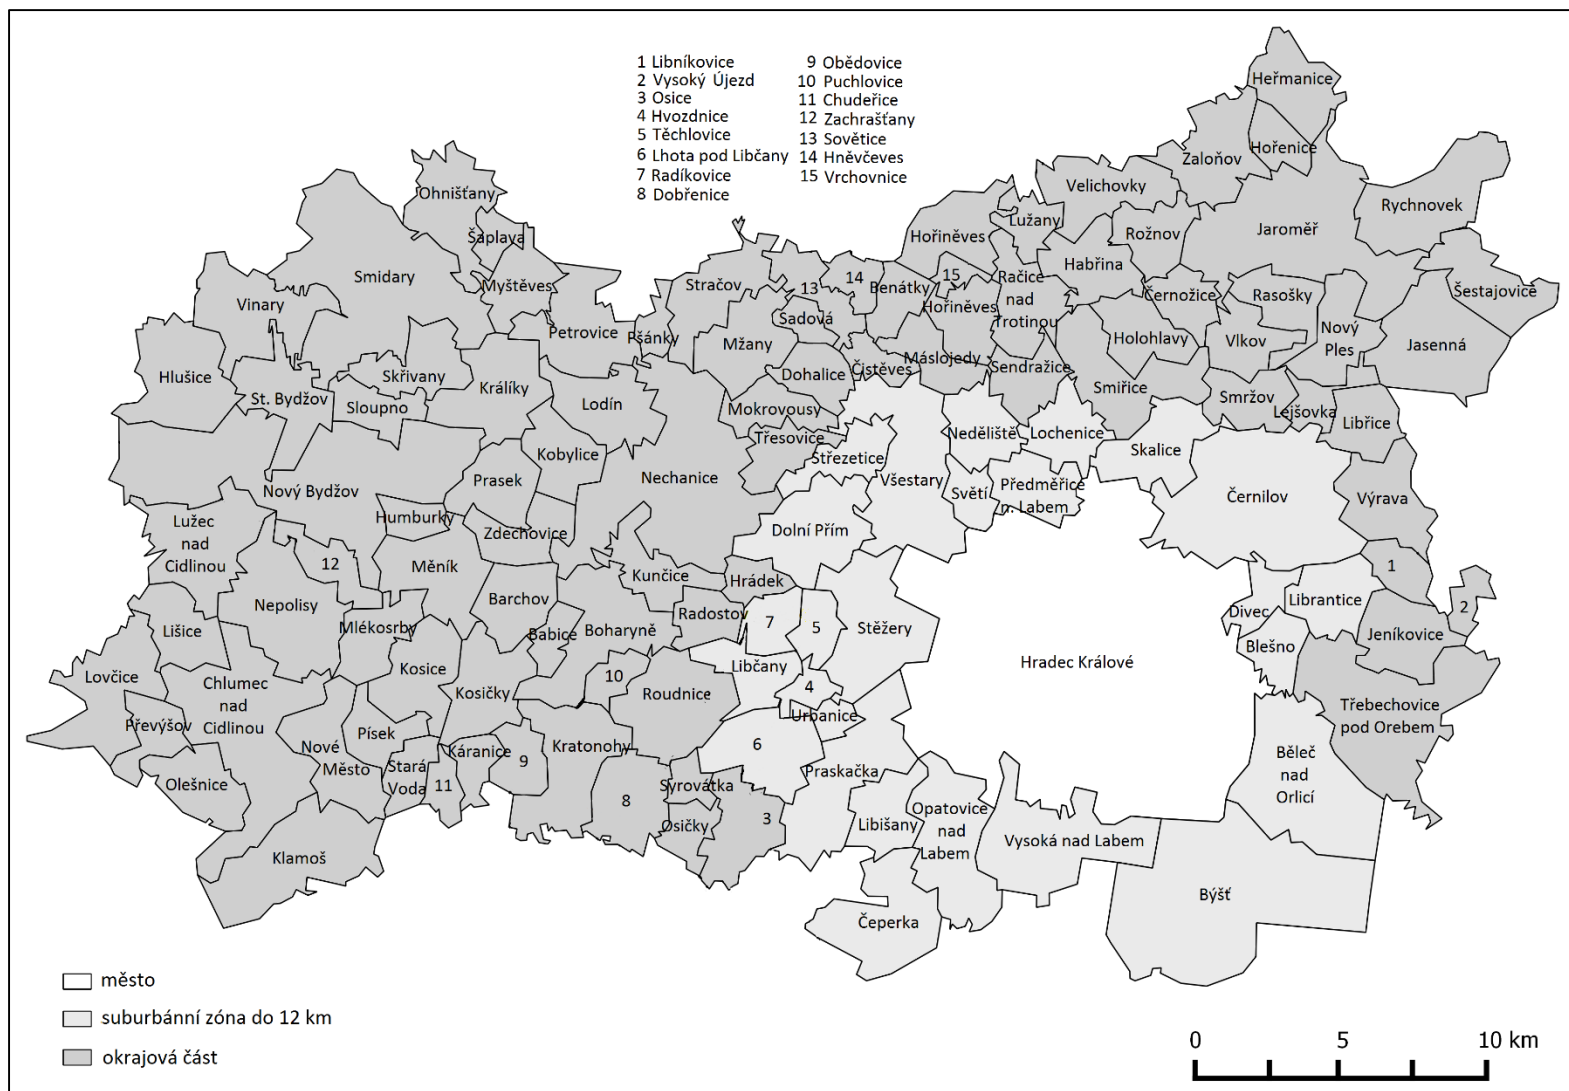 1 Libníkovice
2 Vysoký Újezd
3 Osice
4 Hvozdnice
5 Těchlovice
6 Lhota pod Libčany
7 Radíkovice
8 Dobřenice
9 Obědovice
10 Puchlovice
11 Chudeřice
12 Zachrašťany
13 Sovětice
14 Hněvčeves
15 Vrchovnice
Heřmanice
Hořenice
Zaloňov
Velichovky
Rychnovek
Ohnišťany
Šaplava
Lužany
Rožnov
Jaroměř
Hořiněves
Habřina
Smidary
Myštěves
Stračov
13
14
Benátky
15
Račice
nad
Trotinou
Hořiněves
Černožice
Rasošky
Šestajovice
Vinary
Petrovice
Pšánky
Sadová
Mžany
Holohlavy
Vlkov
Nový
Ples
Jasenná
Hlušice
Skřivany
Králíky
Dohalice
Čistěves
Máslojedy
Sendražice
Smiřice
St. Bydžov
Sloupno
Lodín
Mokrovousy
Smržov
Lejšovka
Libřice
Třesovice
Neděliště
Lochenice
Skalice
Kobylice
Střezetice
Prasek
Nechanice
Všestary
Světí
Předměřice
n. Labem
Černilov
Výrava
Nový Bydžov
Humburky
Zdechovice
Dolní Přím
Lužec
nad
Cidlinou
12
Měník
Kunčice
Hrádek
1
Nepolisy
Barchov
Radostov
7
5
Stěžery
Divec
Librantice
2
Lišice
Mlékosrby
Babice
Boharyně
Jeníkovice
Blešno
Hradec Králové
Lovčice
Chlumec
nad
Cidlinou
Kosice
Kosičky
10
Roudnice
Libčany
4
Urbanice
Třebechovice
pod Orebem
Převýšov
Nové
Město
Písek
Káranice
9
Kratonohy
6
Praskačka
Běleč
nad
Orlicí
Olešnice
Stará
Voda
11
8
Syrovátka
Osičky
3
Libišany
Opatovice
nad
Labem
Vysoká nad Labem
Klamoš
Čeperka
Býšť
město
suburbánní zóna do 12 km
okrajová část
0 5 10 km